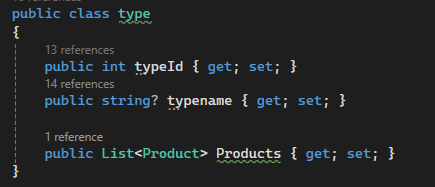 public class type
{
13 references
public int typeId { get; set; }
14 references
public string? typename { get; set; }
1 reference
public List<Product> Products { get; set; }
}